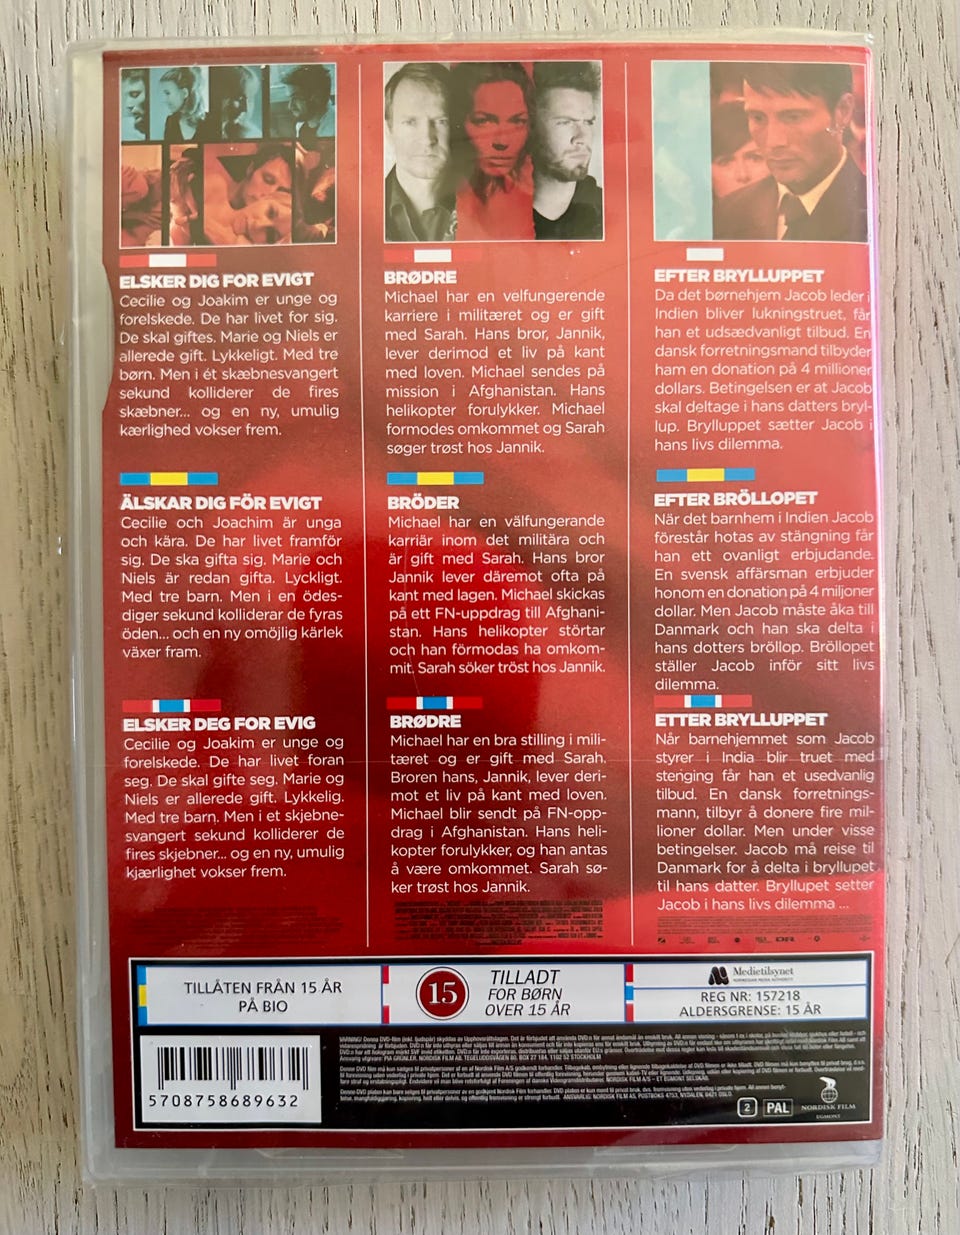 ELSKER DIG FOR EVIGT
Cecilie og Joakim er unge og
forelskede. De har livet for sig.
De skal giftes. Marie og Niels er
allerede gift. Lykkeligt. Med tre
børn. Men i ét skæbnesvangert
sekund kolliderer de fires
skæbner... og en ny, umulig
kærlighed vokser frem.
ÄLSKAR DIG FÖR EVIGT
Cecilie och Joachim är unga
och kära. De har livet framför
sig. De ska gifta sig. Marie och
Niels är redan gifta. Lyckligt.
Med tre barn. Men i en ödes-
diger sekund kolliderar de fyras
öden... och en ny omöjlig kärlek
växer fram.
ELSKER DEG FOR EVIG
Cecilie og Joakim er unge og
forelskede. De har livet foran
seg. De skal gifte seg. Marie og
Niels er allerede gift. Lykkelig.
Med tre barn. Men i et skjebne-
svangert sekund kolliderer de
fires skjebner... og en ny, umulig
kjærlighet vokser frem.
BRØDRE
Michael har en velfungerende
karriere i militæret og er gift
med Sarah. Hans bror, Jannik,
lever derimod et liv på kant
med loven. Michael sendes på
mission i Afghanistan. Hans
helikopter forulykker. Michael
formodes omkommet og Sarah
søger trøst hos Jannik.
BRÖDER
Michael har en välfungerande
karriär inom det militära och
är gift med Sarah. Hans bror
Jannik lever däremot ofta på
kant med lagen. Michael skickas
på ett FN-uppdrag till Afghani-
stan. Hans helikopter störtar
och han förmodas ha omkom-
mit. Sarah söker tröst hos Jannik.
BRØDRE
Michael har en bra stilling i mili-
tæret og er gift med Sarah.
Broren hans, Jannik, lever deri-
mot et liv på kant med loven.
Michael blir sendt på FN-opp-
drag i Afghanistan. Hans heli-
kopter forulykker, og han antas
å være omkommet. Sarah sø-
ker trøst hos Jannik.
EFTER BRYLLUPPET
Da det børnehjem Jacob leder i
Indien bliver lukningstruet, får
han et udsædvanligt tilbud. En
dansk forretningsmand tilbyder
ham en donation på 4 millioner
dollars. Betingelsen er at Jacob
skal deltage i hans datters bryl-
lup. Brylluppet sætter Jacob i
hans livs dilemma.
EFTER BRÖLLOPET
När det barnhem i Indien Jacob
förestår hotas av stängning får
han ett ovanligt erbjudande.
En svensk affärsman erbjuder
honom en donation på 4 miljoner
dollar. Men Jacob måste åka till
Danmark och han ska delta i
hans dotters bröllop. Bröllopet
ställer Jacob inför sitt livs
dilemma.
ETTER BRYLLUPPET
Når barnehjemmet som Jacob
styrer i India blir truet med
stenging får han et usedvanlig
tilbud. En dansk forretnings-
mann, tilbyr å donere fire mil-
lioner dollar. Men under visse
betingelser. Jacob må reise til
Danmark for å delta i bryllupet
til hans datter. Bryllupet setter
Jacob i hans livs dilemma ...
DR
TILLÅTEN FRÅN 15 ÅR
PÅ BIO
15
TILLADT
FOR BØRN
OVER 15 ÅR
Medietilsynet
NORWEGIAN MEDIA AUTHORITY
REG NR: 157218
ALDERSGRENSE: 15 ÅR
5708758689632
2
PAL
NORDISK FILM
EGMONT